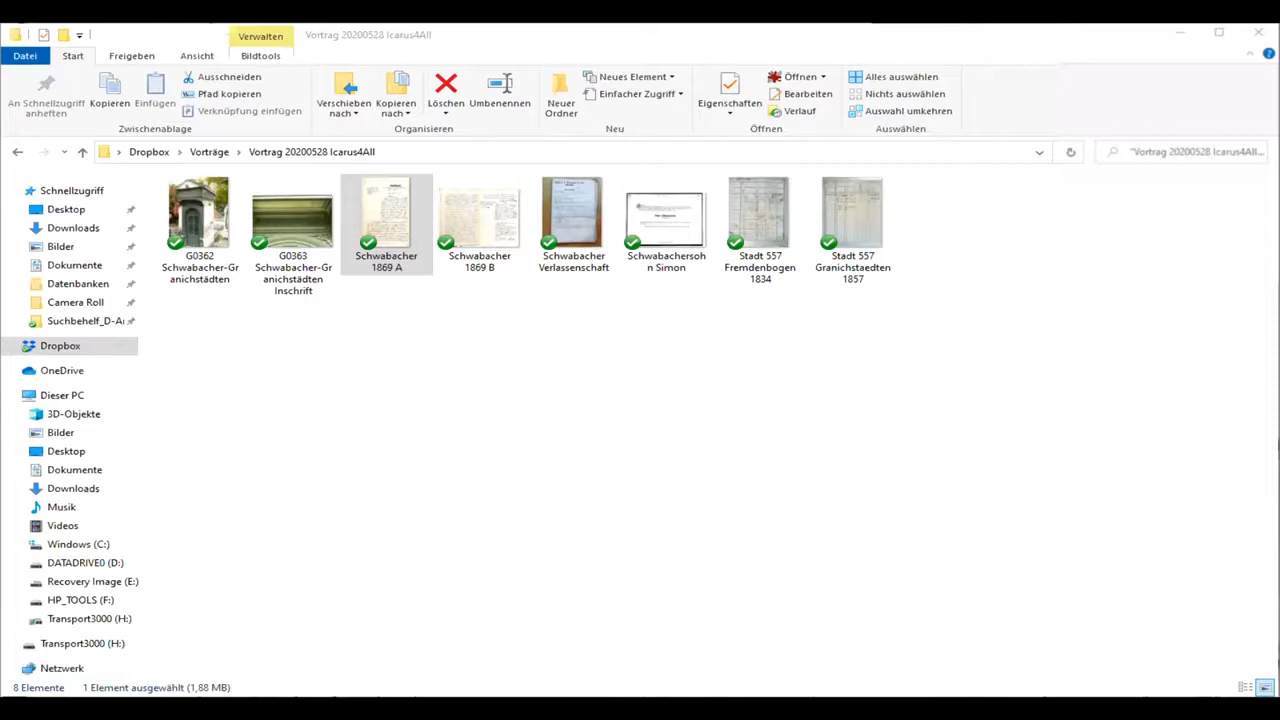 Verwalten
Vortrag 20200528 Icarus4All
Datei
Start
Freigeben
Ansicht
Bildtools
An Schnellzugriff
anheften
Kopieren
Einfügen
Ausschneiden
Pfad kopieren
Verknüpfung einfügen
Zwischenablage
Verschieben
nach
Kopieren
nach
Löschen
Umbenennen
Organisieren
Neuer
Ordner
Neues Element
Einfacher Zugriff
Neu
Eigenschaften
Öffnen
Bearbeiten
Verlauf
Öffnen
Alles auswählen
Nichts auswählen
Auswahl umkehren
Auswählen
Dropbox
Vorträge
Vortrag 20200528 Icarus4All
"Vortrag 20200528 Icarus4All...
Schnellzugriff
Desktop
Downloads
Bilder
Dokumente
Datenbanken
Camera Roll
Suchbehelf_D-A
Dropbox
OneDrive
Dieser PC
3D-Objekte
Bilder
Desktop
Dokumente
Downloads
Musik
Videos
Windows (C:)
DATADRIVE0 (D:)
Recovery Image (E:)
HP_TOOLS (F:)
Transport3000 (H:)
Transport3000 (H:)
Netzwerk
G0362
Schwabacher-Gr
anichstädten
G0363
Schwabacher-Gr
anichstädten
Inschrift
Schwabacher
1869 A
Schwabacher
1869 B
Schwabacher
Verlassenschaft
Schwabachersoh
n Simon
Stadt 557
Fremdenbogen
1834
Stadt 557
Granichstaedten
1857
8 Elemente
1 Element ausgewählt (1,88 MB)